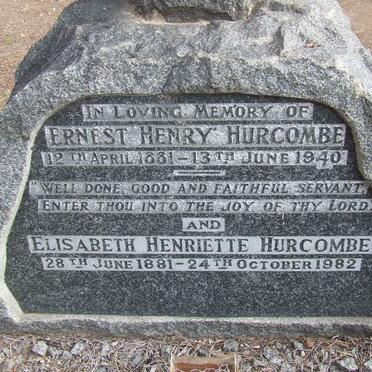 IN LOVING MEMORY OF
ERNEST HENRY HURCOMBE
12TH APRIL 1881-13TH JUNE 1940
"WELL DONE, GOOD AND FAITHFUL SERVANT,
ENTER THOU INTO THE JOY OF THY LORD.
AND
ELISABETH HENRIETTE HURCOMBE
28TH JUNE 1881-24TH OCTOBER 1982